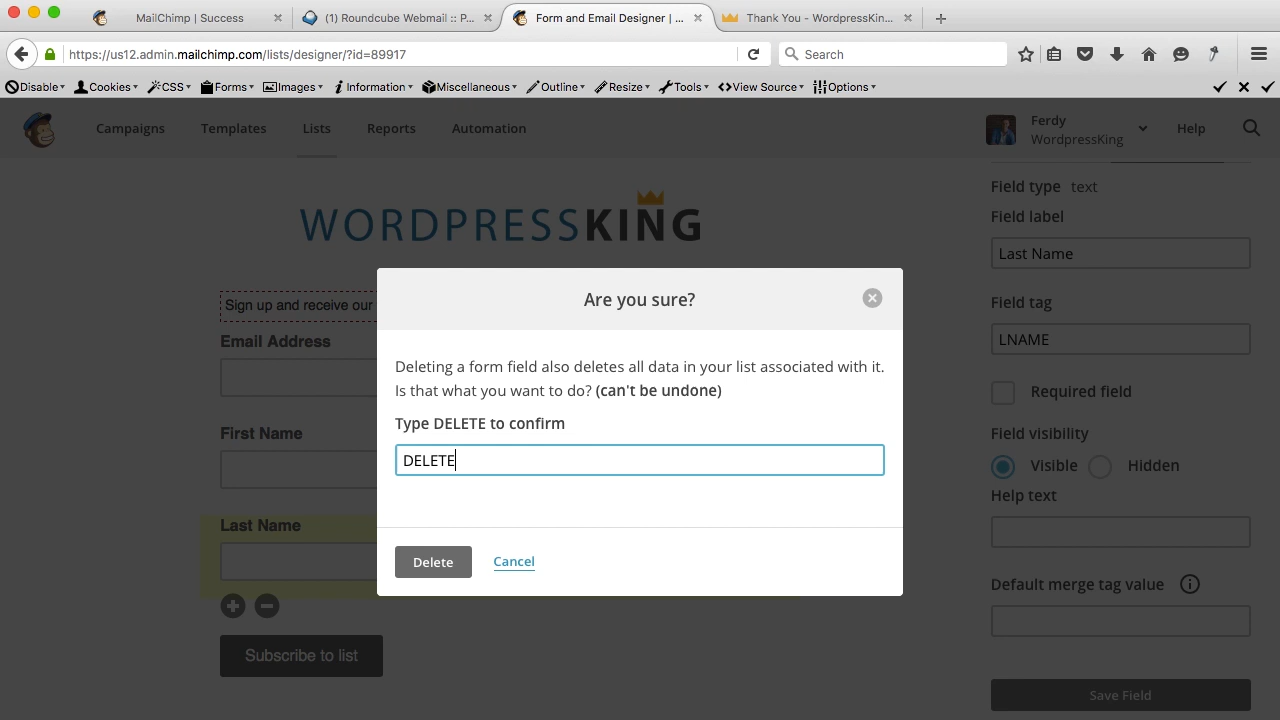 MailChimp | Success
(1) Roundcube Webmail :: P...
Form and Email Designer | ...
Thank You - WordpressKin...
https://us12.admin.mailchimp.com/lists/designer/?id=89917
Search
Disable
Cookies
CSS
Forms
Images
Information
Miscellaneous
Outline
Resize
Tools
View Source
Options
Campaigns
Templates
Lists
Reports
Automation
Ferdy
WordpressKing
Help
WORDPRESSKING
Sign up and receive our
Email Address
First Name
Last Name
Subscribe to list
Are you sure?
Deleting a form field also deletes all data in your list associated with it.
Is that what you want to do? (can't be undone)
Type DELETE to confirm
DELETE
Delete
Cancel
Field type text
Field label
Last Name
Field tag
LNAME
Required field
Field visibility
Visible
Hidden
Help text
Default merge tag value
Save Field